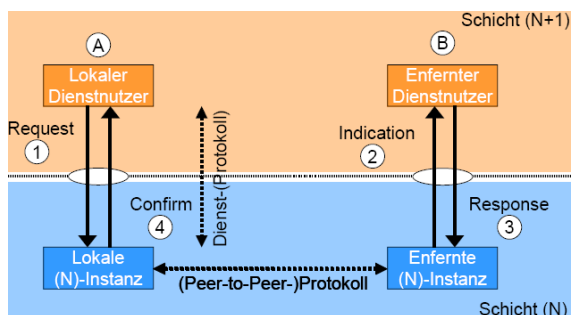 Schicht (N+1)
A
B
Lokaler
Dienstnutzer
Enfernter
Dienstnutzer
Request
1
Indication
2
Dienst-(Protokoll)
Confirm
4
Response
3
Lokale
(N)-Instanz
Enfernte
(N)-Instanz
(Peer-to-Peer-)Protokoll
Schicht (N)